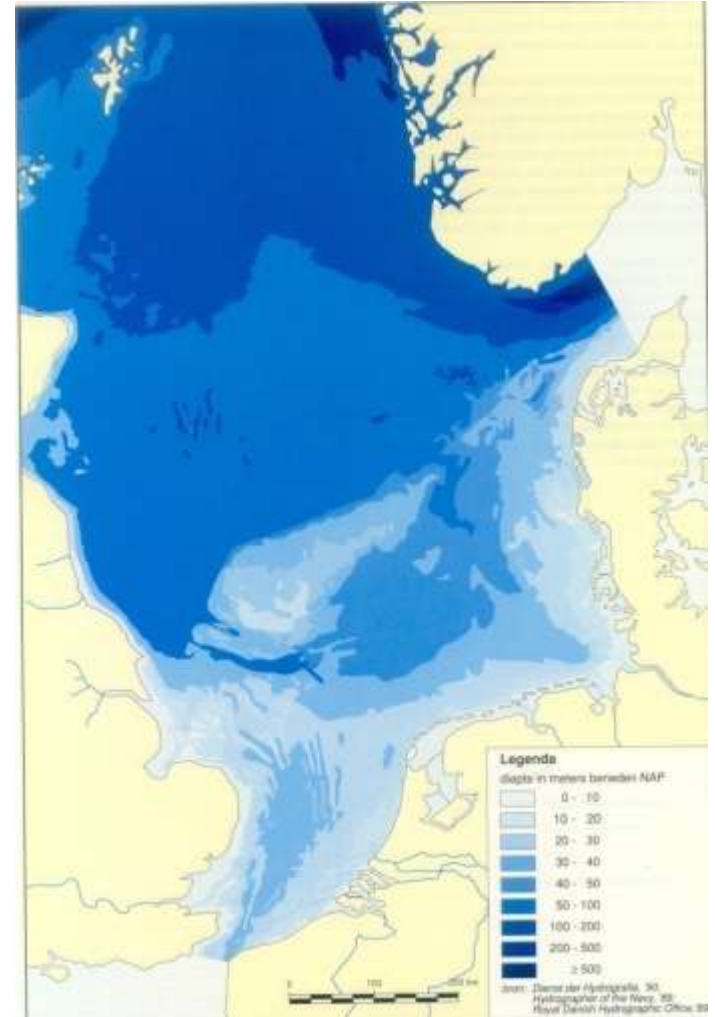 Legenda
diepte in meters beneden NAP
0 - 10
10 - 20
20 - 30
30 - 40
40 - 50
50 - 100
100 - 200
200 - 500
≥ 500
0 100 200 km
bron: Dienst der Hydrografie, '90;
Hydrographer of the Navy, '89;
Royal Danish Hydrographic Office, '89